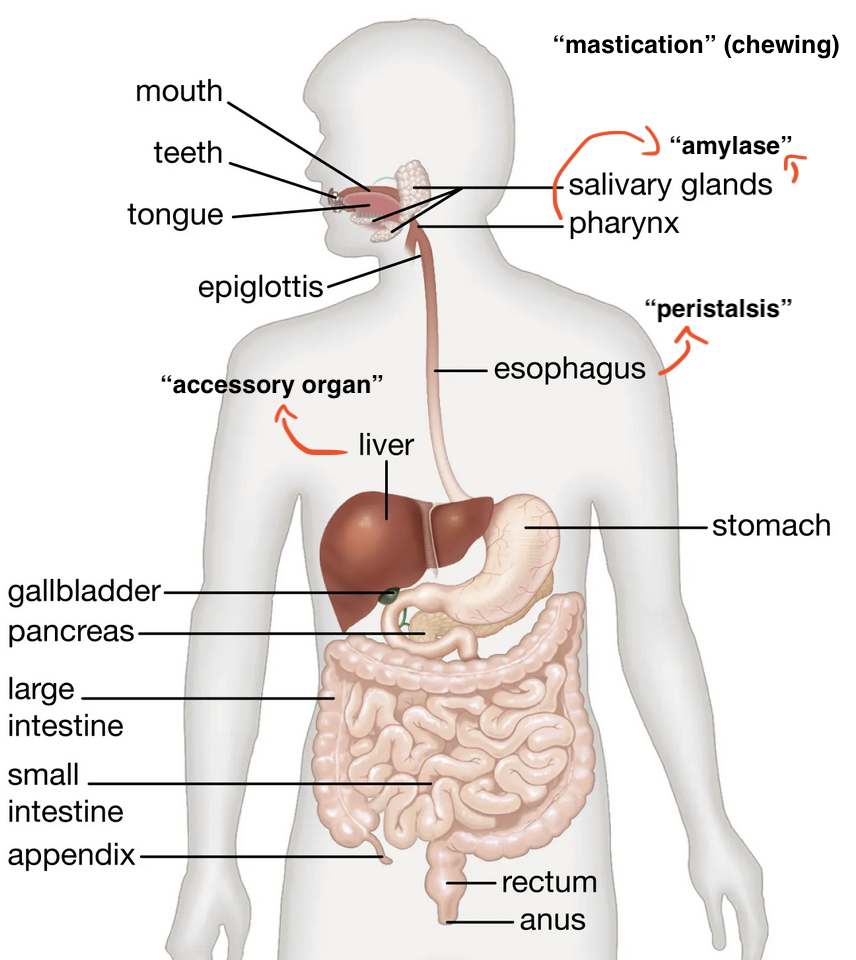 “mastication” (chewing)
mouth
teeth
“amylase”
salivary glands
tongue
pharynx
epiglottis
“peristalsis”
esophagus
“accessory organ”
liver
stomach
gallbladder
pancreas
large
intestine
small
intestine
appendix
rectum
anus